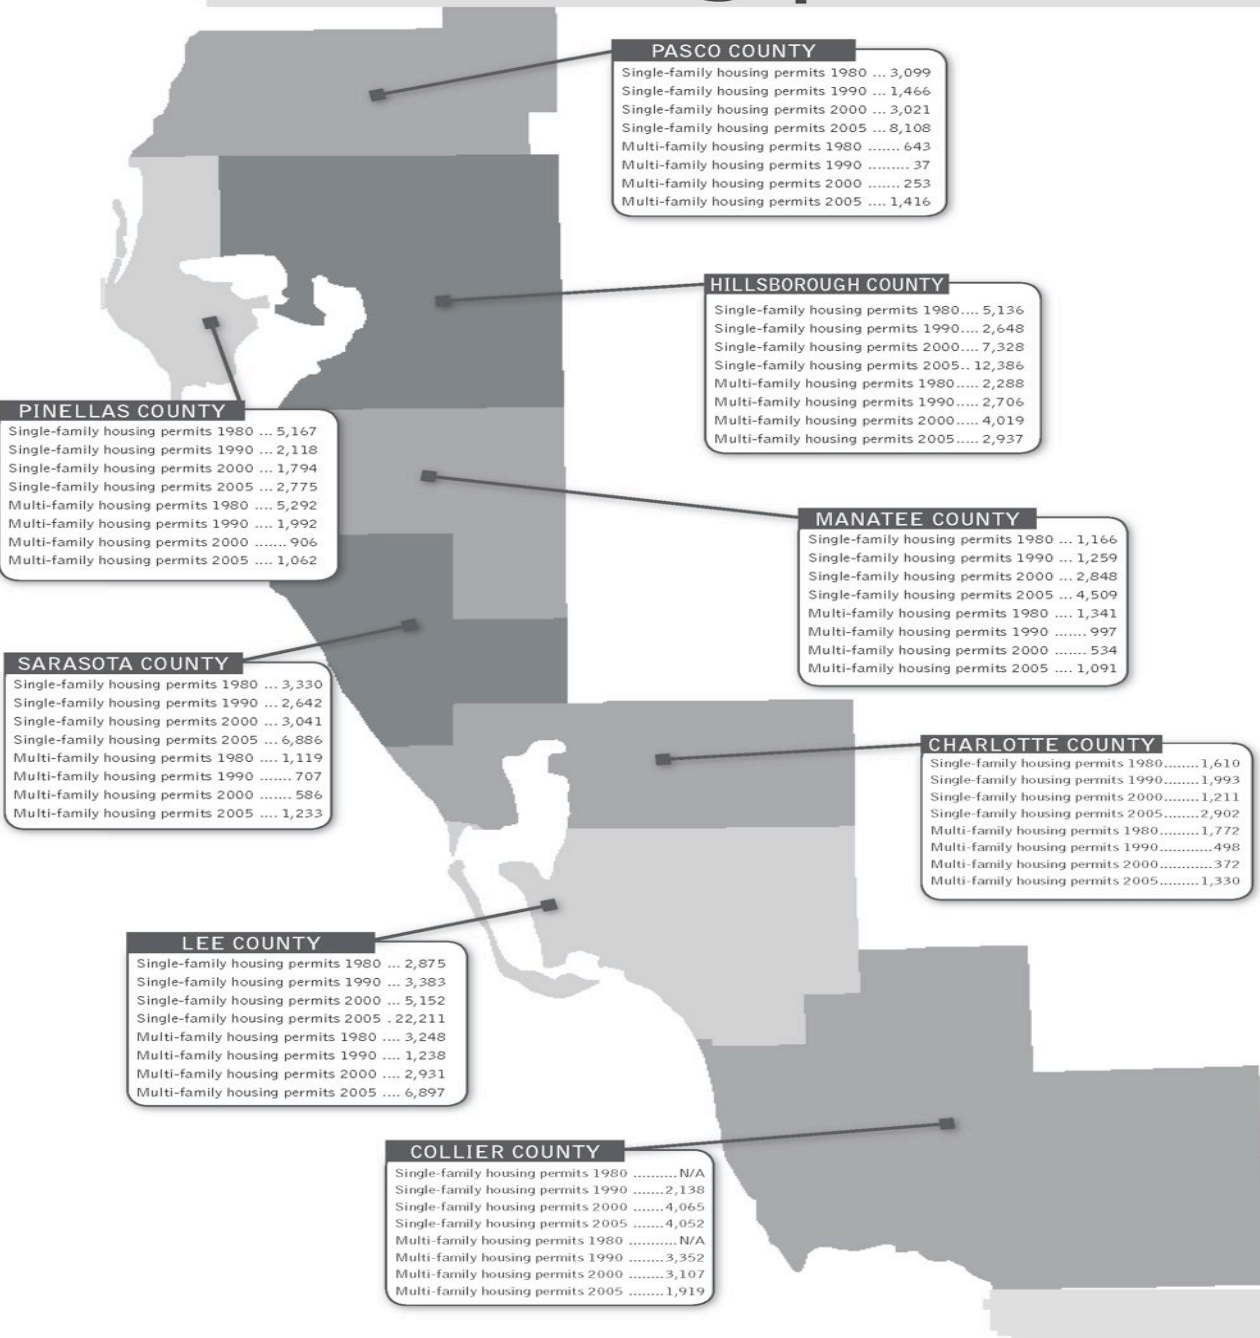 PASCO COUNTY
Single-family housing permits 1980 ... 3,099
Single-family housing permits 1990 ... 1,466
Single-family housing permits 2000 ... 3,021
Single-family housing permits 2005 ... 8,108
Multi-family housing permits 1980 ....... 643
Multi-family housing permits 1990 ......... 37
Multi-family housing permits 2000 ....... 253
Multi-family housing permits 2005 .... 1,416
HILLSBOROUGH COUNTY
Single-family housing permits 1980.... 5,136
Single-family housing permits 1990.... 2,648
Single-family housing permits 2000.... 7,328
Single-family housing permits 2005.. 12,386
Multi-family housing permits 1980..... 2,288
Multi-family housing permits 1990..... 2,706
Multi-family housing permits 2000..... 4,019
Multi-family housing permits 2005..... 2,937
PINELLAS COUNTY
Single-family housing permits 1980 ... 5,167
Single-family housing permits 1990 ... 2,118
Single-family housing permits 2000 ... 1,794
Single-family housing permits 2005 ... 2,775
Multi-family housing permits 1980 .... 5,292
Multi-family housing permits 1990 .... 1,992
Multi-family housing permits 2000 ....... 906
Multi-family housing permits 2005 .... 1,062
MANATEE COUNTY
Single-family housing permits 1980 ... 1,166
Single-family housing permits 1990 ... 1,259
Single-family housing permits 2000 ... 2,848
Single-family housing permits 2005 ... 4,509
Multi-family housing permits 1980 .... 1,341
Multi-family housing permits 1990 ....... 997
Multi-family housing permits 2000 ....... 534
Multi-family housing permits 2005 .... 1,091
SARASOTA COUNTY
Single-family housing permits 1980 ... 3,330
Single-family housing permits 1990 ... 2,642
Single-family housing permits 2000 ... 3,041
Single-family housing permits 2005 ... 6,886
Multi-family housing permits 1980 .... 1,119
Multi-family housing permits 1990 ....... 707
Multi-family housing permits 2000 ....... 586
Multi-family housing permits 2005 .... 1,233
CHARLOTTE COUNTY
Single-family housing permits 1980........1,610
Single-family housing permits 1990........1,993
Single-family housing permits 2000........1,211
Single-family housing permits 2005........2,902
Multi-family housing permits 1980.........1,772
Multi-family housing permits 1990............498
Multi-family housing permits 2000............372
Multi-family housing permits 2005.........1,330
LEE COUNTY
Single-family housing permits 1980 ... 2,875
Single-family housing permits 1990 ... 3,383
Single-family housing permits 2000 ... 5,152
Single-family housing permits 2005 . 22,211
Multi-family housing permits 1980 .... 3,248
Multi-family housing permits 1990 .... 1,238
Multi-family housing permits 2000 .... 2,931
Multi-family housing permits 2005 .... 6,897
COLLIER COUNTY
Single-family housing permits 1980 ..........N/A
Single-family housing permits 1990 .......2,138
Single-family housing permits 2000 .......4,065
Single-family housing permits 2005 .......4,052
Multi-family housing permits 1980 ...........N/A
Multi-family housing permits 1990 ........3,352
Multi-family housing permits 2000 ........3,107
Multi-family housing permits 2005 ........1,919